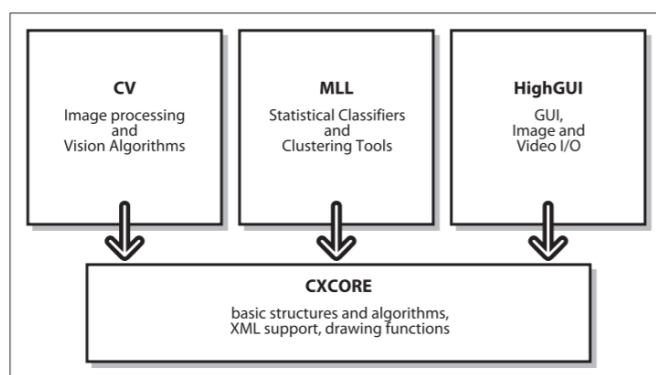 CV
Image processing
and
Vision Algorithms
MLL
Statistical Classifiers
and
Clustering Tools
HighGUI
GUI,
Image and
Video I/O
CXCORE
basic structures and algorithms,
XML support, drawing functions